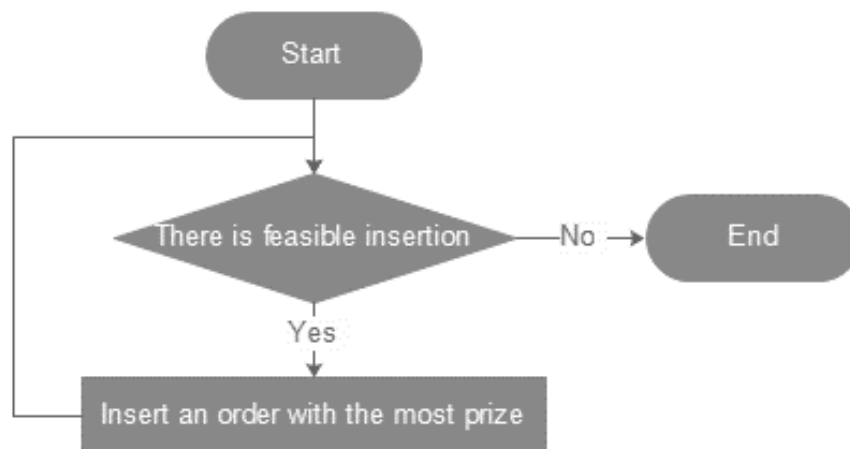 Start
There is feasible insertion
No
End
Yes
Insert an order with the most prize